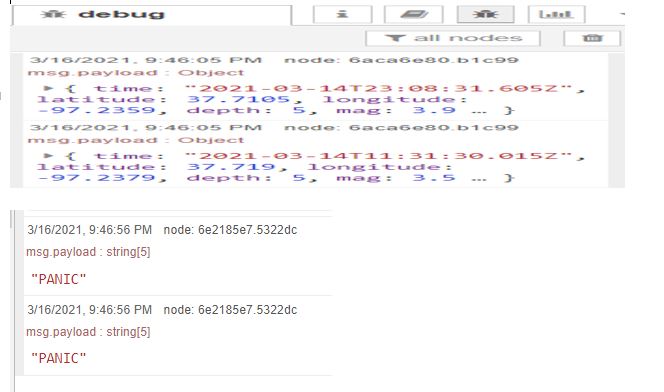 debug
all nodes
3/16/2021, 9:46:05 PM node: 6aca6e80.b1c99
msg.payload : Object
{ time: "2021-03-14T23:08:31.605Z",
latitude: 37.7105, longitude:
-97.2359, depth: 5, mag: 3.9 … }
3/16/2021, 9:46:05 PM node: 6aca6e80.b1c99
msg.payload : Object
{ time: "2021-03-14T11:31:30.015Z",
latitude: 37.719, longitude:
-97.2379, depth: 5, mag: 3.5 … }
3/16/2021, 9:46:56 PM node: 6e2185e7.5322dc
msg.payload : string[5]
"PANIC"
3/16/2021, 9:46:56 PM node: 6e2185e7.5322dc
msg.payload : string[5]
"PANIC"